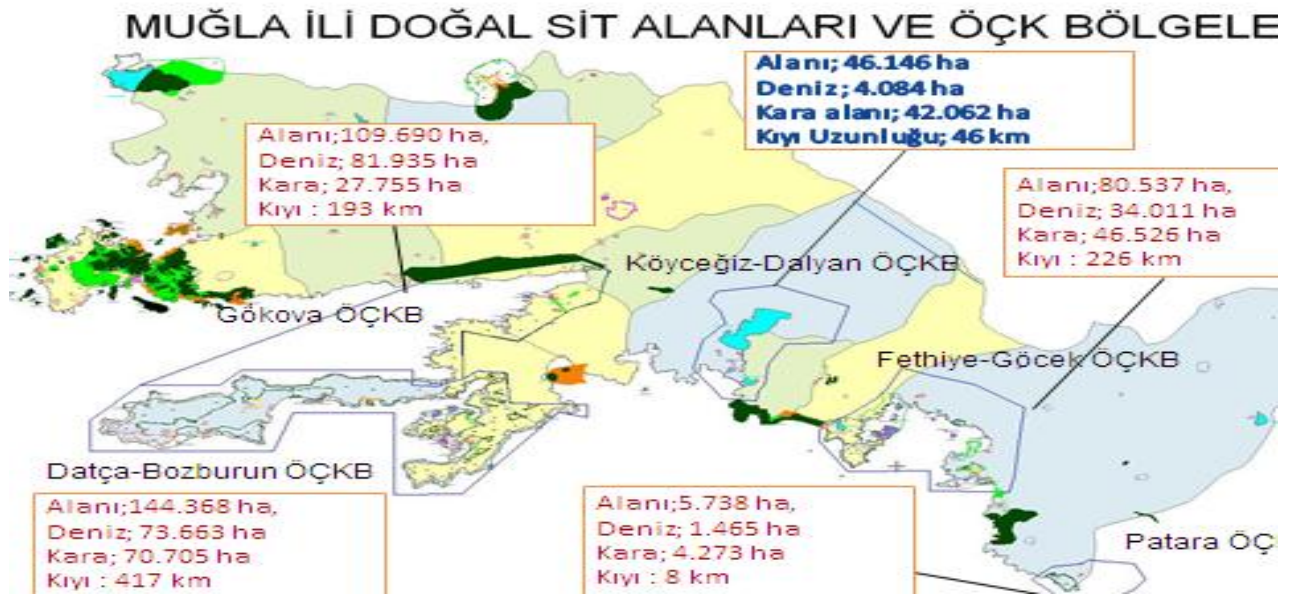 MUĞLA İLİ DOĞAL SİT ALANLARI VE ÖÇK BÖLGELE
Alanı; 46.146 ha
Deniz; 4.084 ha
Kara alanı; 42.062 ha
Kıyı Uzunluğu; 46 km
Alanı;109.690 ha,
Deniz; 81.935 ha
Kara; 27.755 ha
Kıyı : 193 km
Alanı;80.537 ha,
Deniz; 34.011 ha
Kara; 46.526 ha
Kıyı : 226 km
Köyceğiz-Dalyan ÖÇKB
Gökova ÖÇKB
Fethiye-Göcek ÖÇKB
Datça-Bozburun ÖÇKB
Alanı;144.368 ha,
Deniz; 73.663 ha
Kara; 70.705 ha
Kıyı : 417 km
Alanı;5.738 ha,
Deniz; 1.465 ha
Kara; 4.273 ha
Kıyı : 8 km
Patara ÖÇ